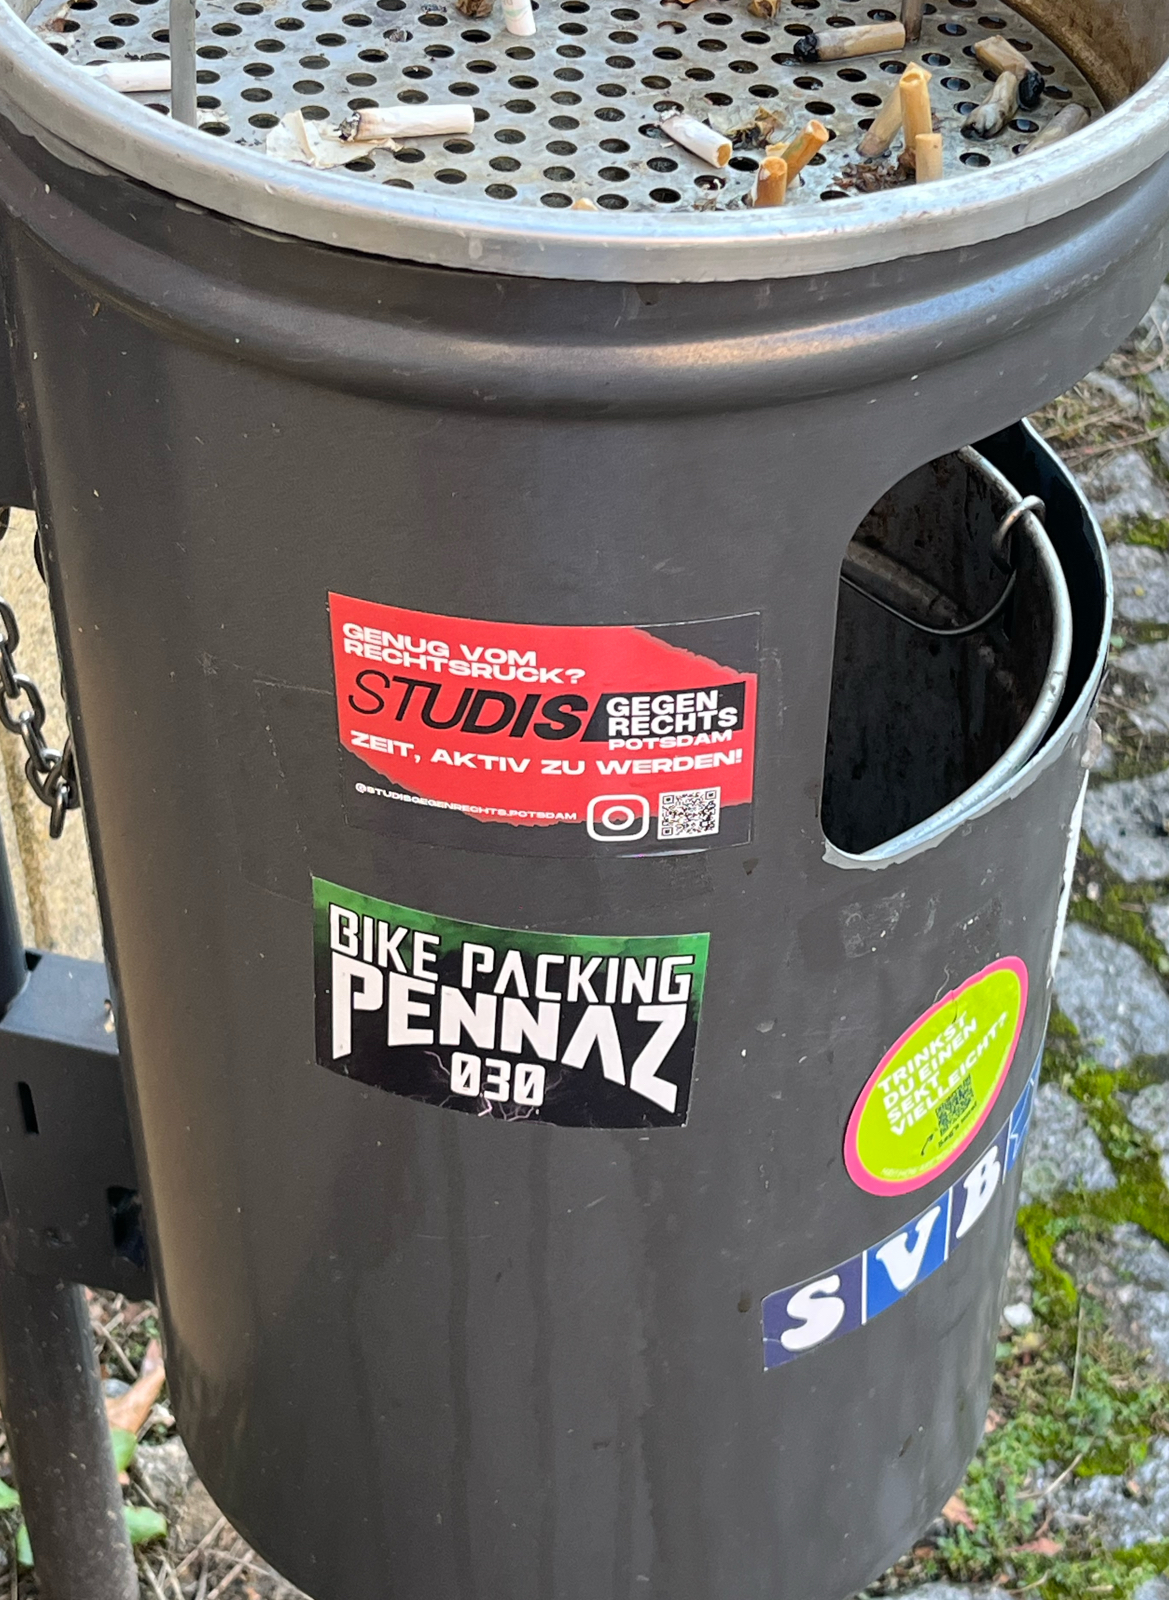 GENUG VOM
RECHTSRUCK?
STUDIS GEGEN
RECHTS
POTSDAM
ZEIT, AKTIV ZU WERDEN!
@STUDISGEGENRECHTS.POTSDAM
BIKE PACKING
PENNAZ
030
TRINKST
DU EINEN
SEKT
VIELLEICHT?
SVB